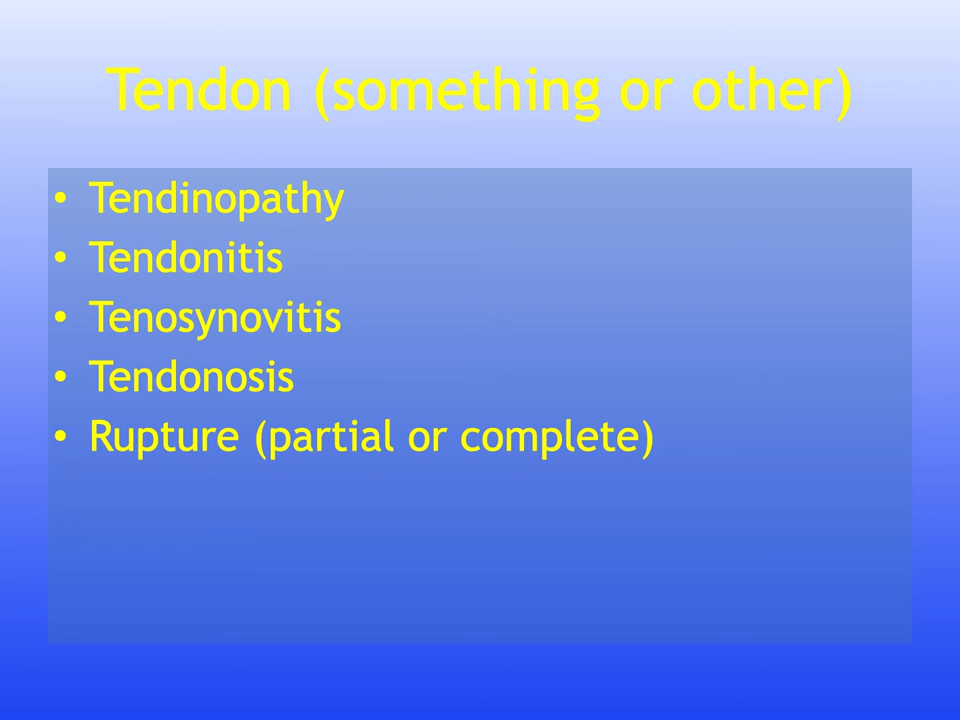 Tendon (something or other)
• Tendinopathy
• Tendonitis
• Tenosynovitis
• Tendonosis
• Rupture (partial or complete)